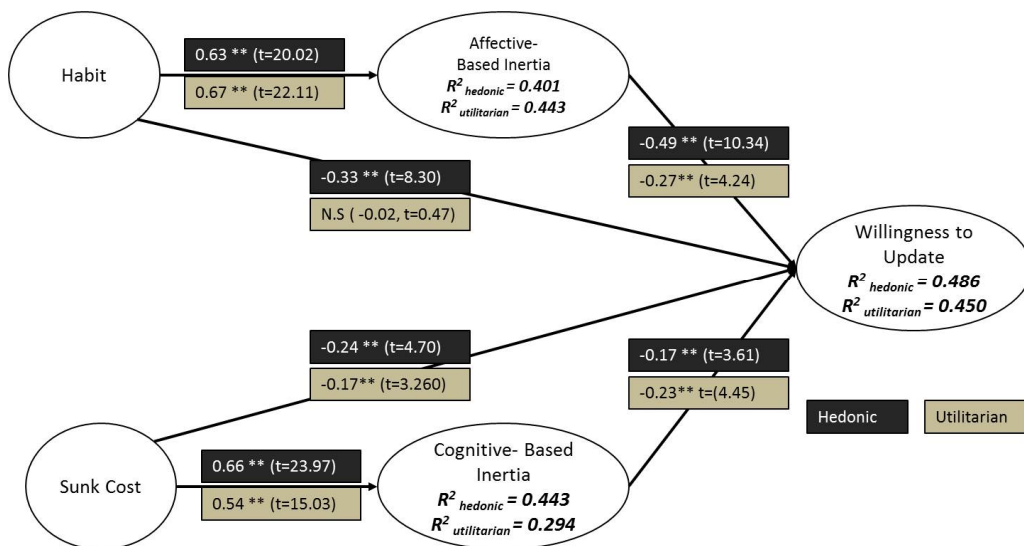 Habit
0.63 ** (t=20.02)
0.67 ** (t=22.11)
Affective-
Based Inertia
R² hedonic = 0.401
R² utilitarian = 0.443
-0.33 ** (t=8.30)
N.S ( -0.02, t=0.47)
-0.49 ** (t=10.34)
-0.27** (t=4.24)
Willingness to
Update
R² hedonic = 0.486
R² utilitarian = 0.450
-0.24 ** (t=4.70)
-0.17** (t=3.260)
-0.17 ** (t=3.61)
-0.23** t=(4.45)
Hedonic
Utilitarian
Sunk Cost
0.66 ** (t=23.97)
0.54 ** (t=15.03)
Cognitive- Based
Inertia
R² hedonic = 0.443
R² utilitarian = 0.294